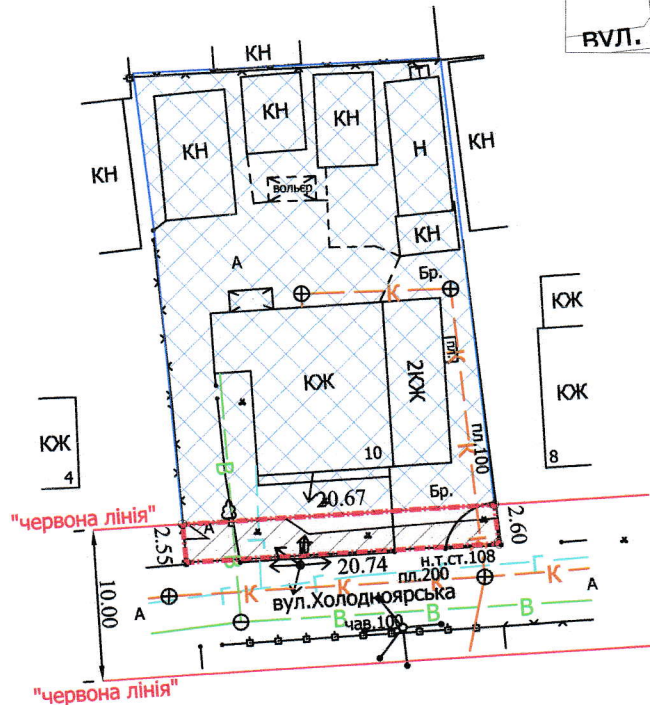 ВУЛ.
КН
КН
КН
КН
КН
Н
КН
вольєр
КН
А
Бр.
К
КЖ
КЖ
2КЖ
пл.
К
КЖ
КЖ
4
10
8
К
пл.100
В
Г
20.67
Бр.
"червона лінія"
А
2.55
2.60
В
К
н.т.ст.108
20.74
10.00
Г
Г
Г
К
К
К
пл.200
А
вул.Холодноярська
А
В
В
В
чав.100
"червона лінія"